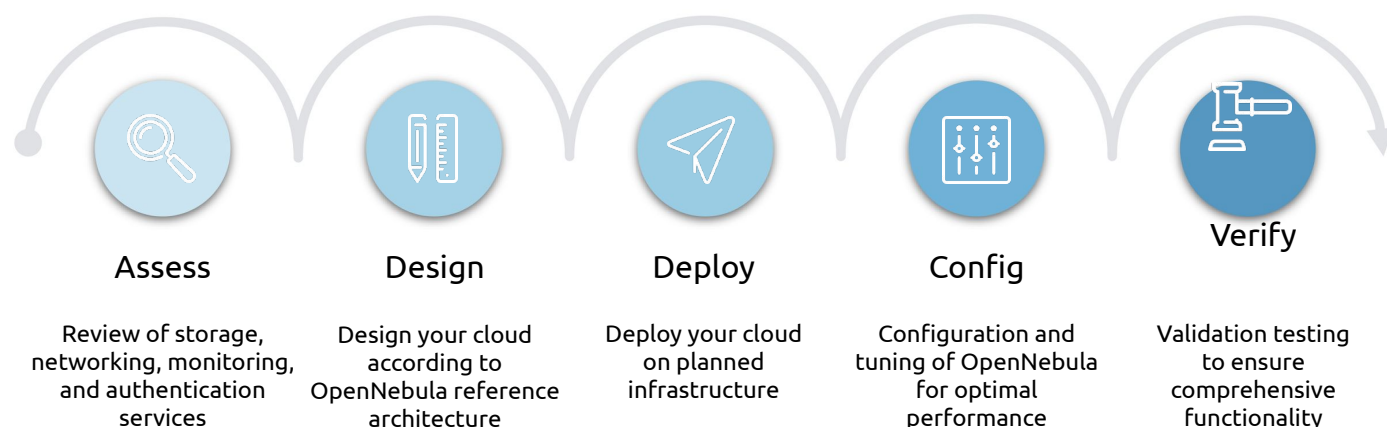 Assess
Review of storage,
networking, monitoring,
and authentication
services
Design
Design your cloud
according to
OpenNebula reference
architecture
Deploy
Deploy your cloud
on planned
infrastructure
Config
Configuration and
tuning of OpenNebula
for optimal
performance
Verify
Validation testing
to ensure
comprehensive
functionality